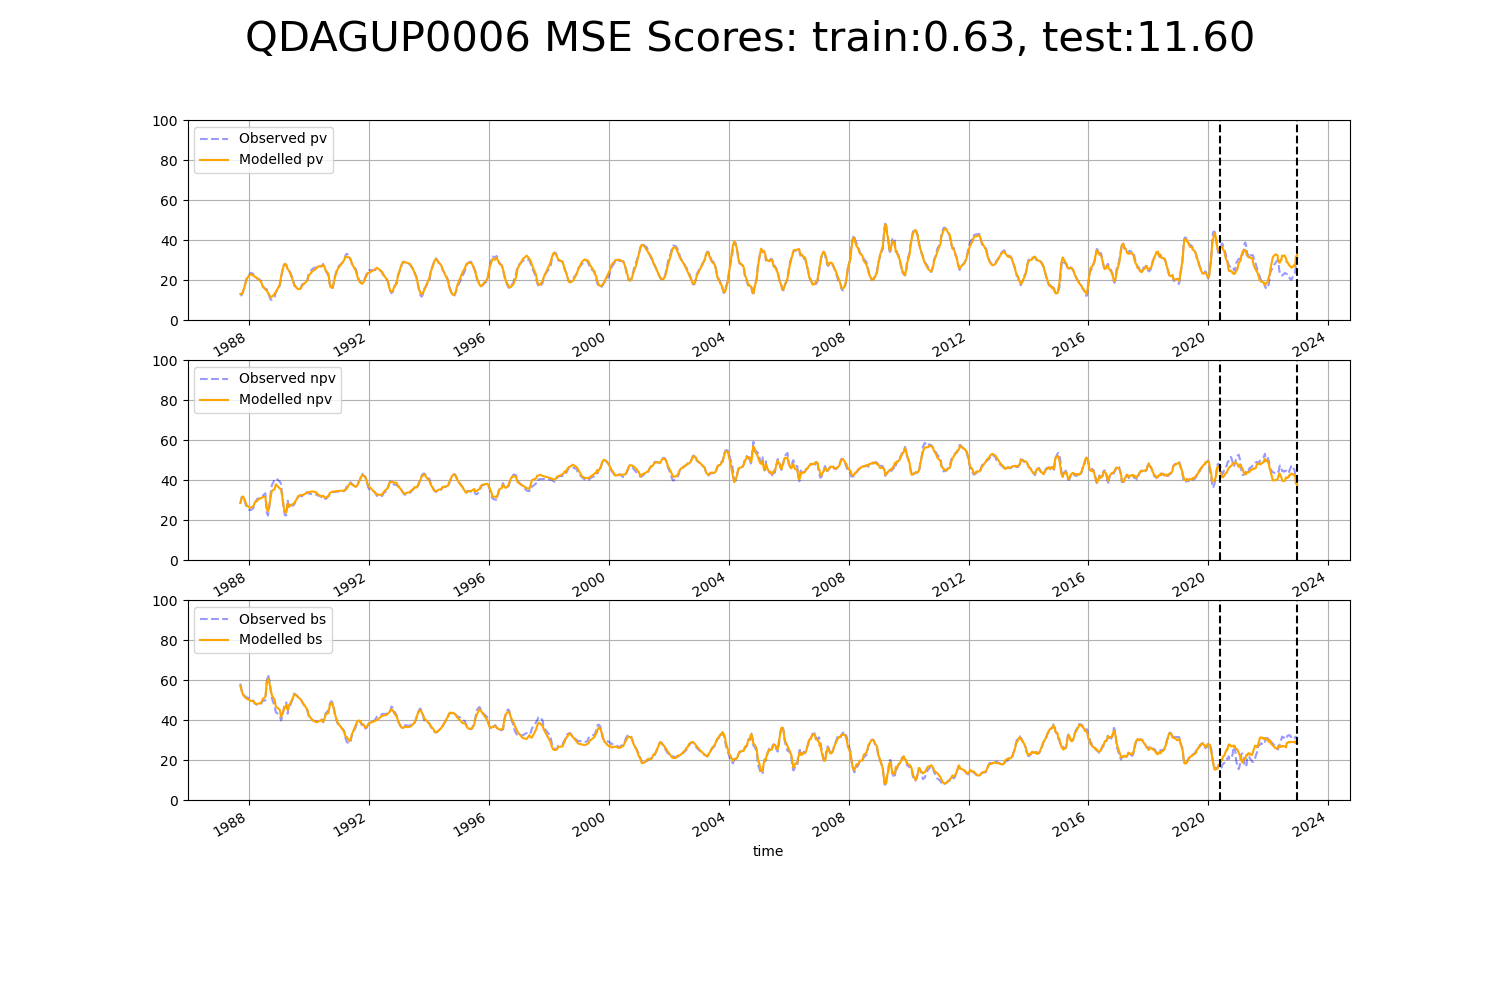 QDAGUP0006 MSE Scores: train:0.63, test:11.60
100
80
60
40
20
0
Observed pv
Modelled pv
1988 1992 1996 2000 2004 2008 2012 2016 2020 2024
100
80
60
40
20
0
Observed npv
Modelled npv
1988 1992 1996 2000 2004 2008 2012 2016 2020 2024
100
80
60
40
20
0
Observed bs
Modelled bs
1988 1992 1996 2000 2004 2008 2012 2016 2020 2024
time